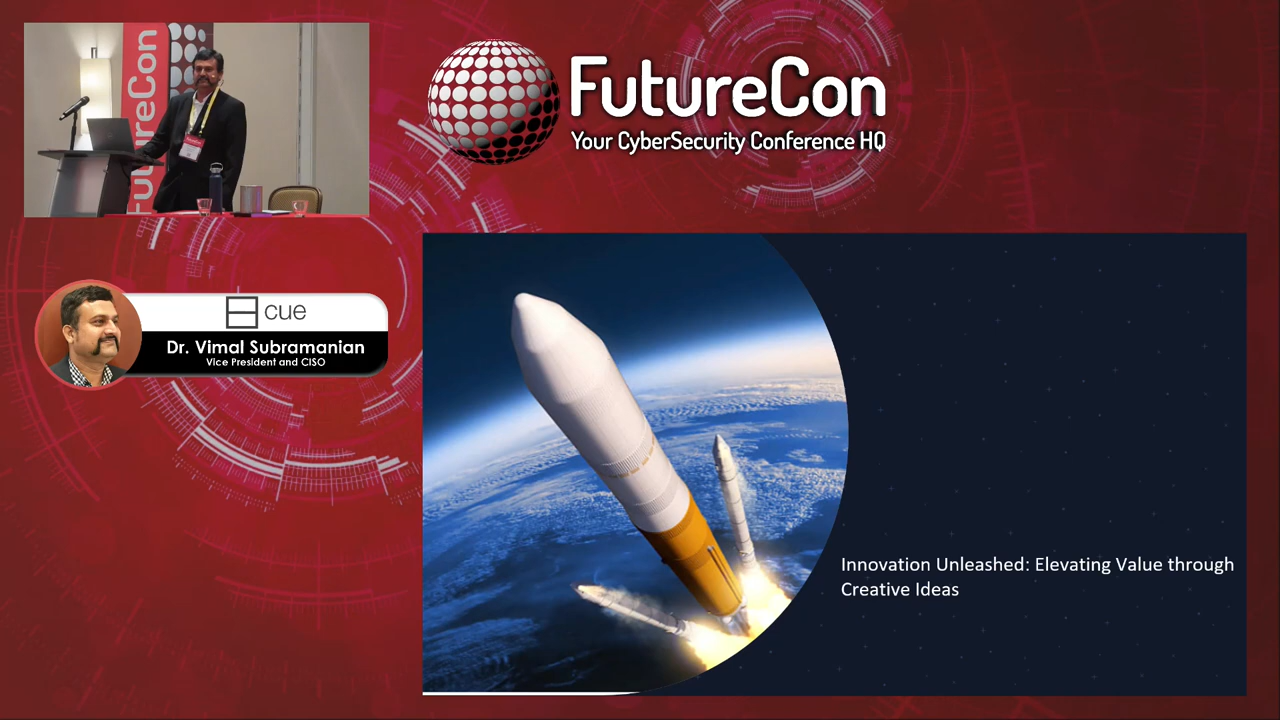 FutureCon
FutureCon
Your CyberSecurity Conference HQ
cue
Dr. Vimal Subramanian
Vice President and CISO
Innovation Unleashed: Elevating Value through
Creative Ideas